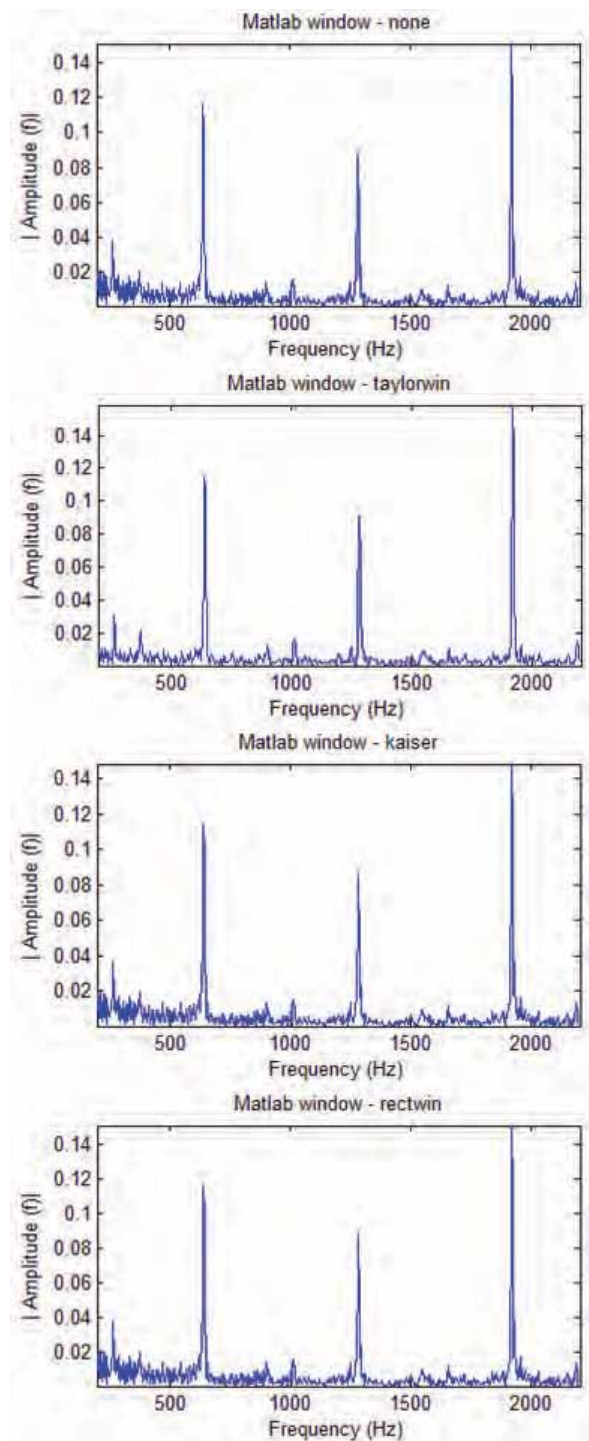 Matlab window - none
0.14
0.12
0.1
0.08
0.06
0.04
0.02
| Amplitude (f)|
500 1000 1500 2000
Frequency (Hz)
Matlab window - taylorwin
0.14
0.12
0.1
0.08
0.06
0.04
0.02
| Amplitude (f)|
500 1000 1500 2000
Frequency (Hz)
Matlab window - kaiser
0.14
0.12
0.1
0.08
0.06
0.04
0.02
| Amplitude (f)|
500 1000 1500 2000
Frequency (Hz)
Matlab window - rectwin
0.14
0.12
0.1
0.08
0.06
0.04
0.02
| Amplitude (f)|
500 1000 1500 2000
Frequency (Hz)